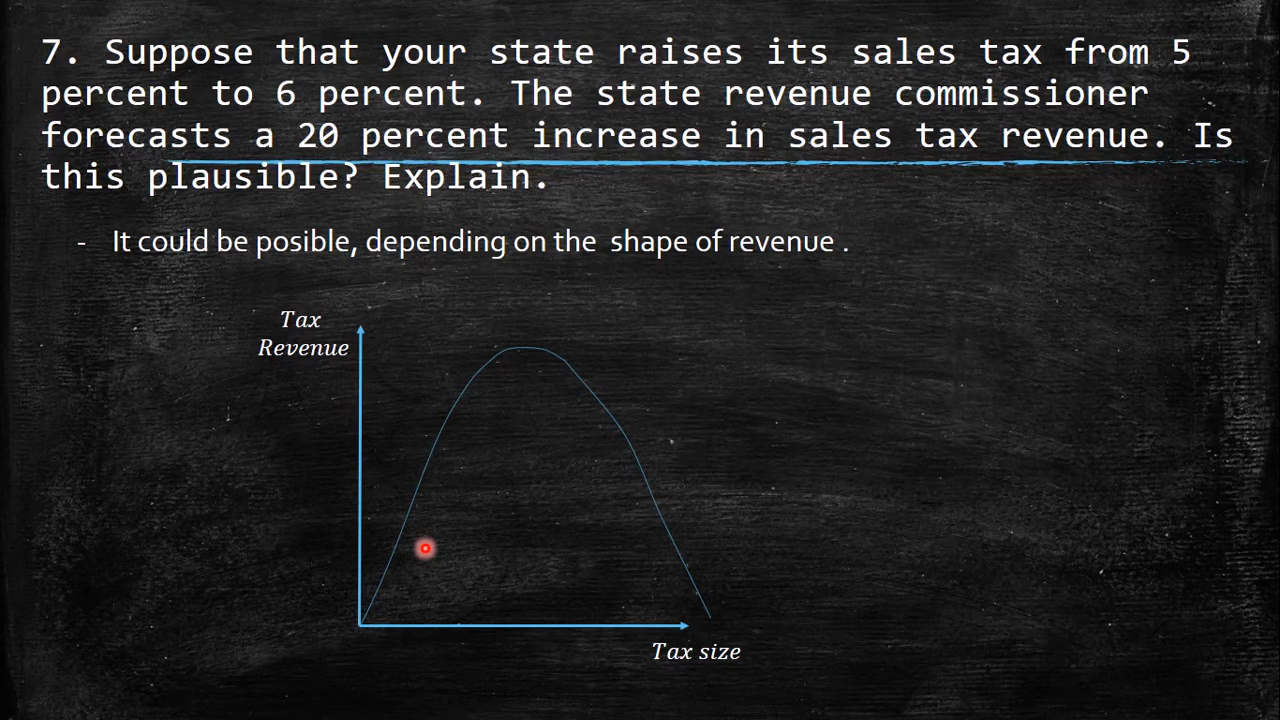 7. Suppose that your state raises its sales tax from 5
percent to 6 percent. The state revenue commissioner
forecasts a 20 percent increase in sales tax revenue. Is
this plausible? Explain.
- It could be posible, depending on the shape of revenue .
Tax
Revenue
Tax size